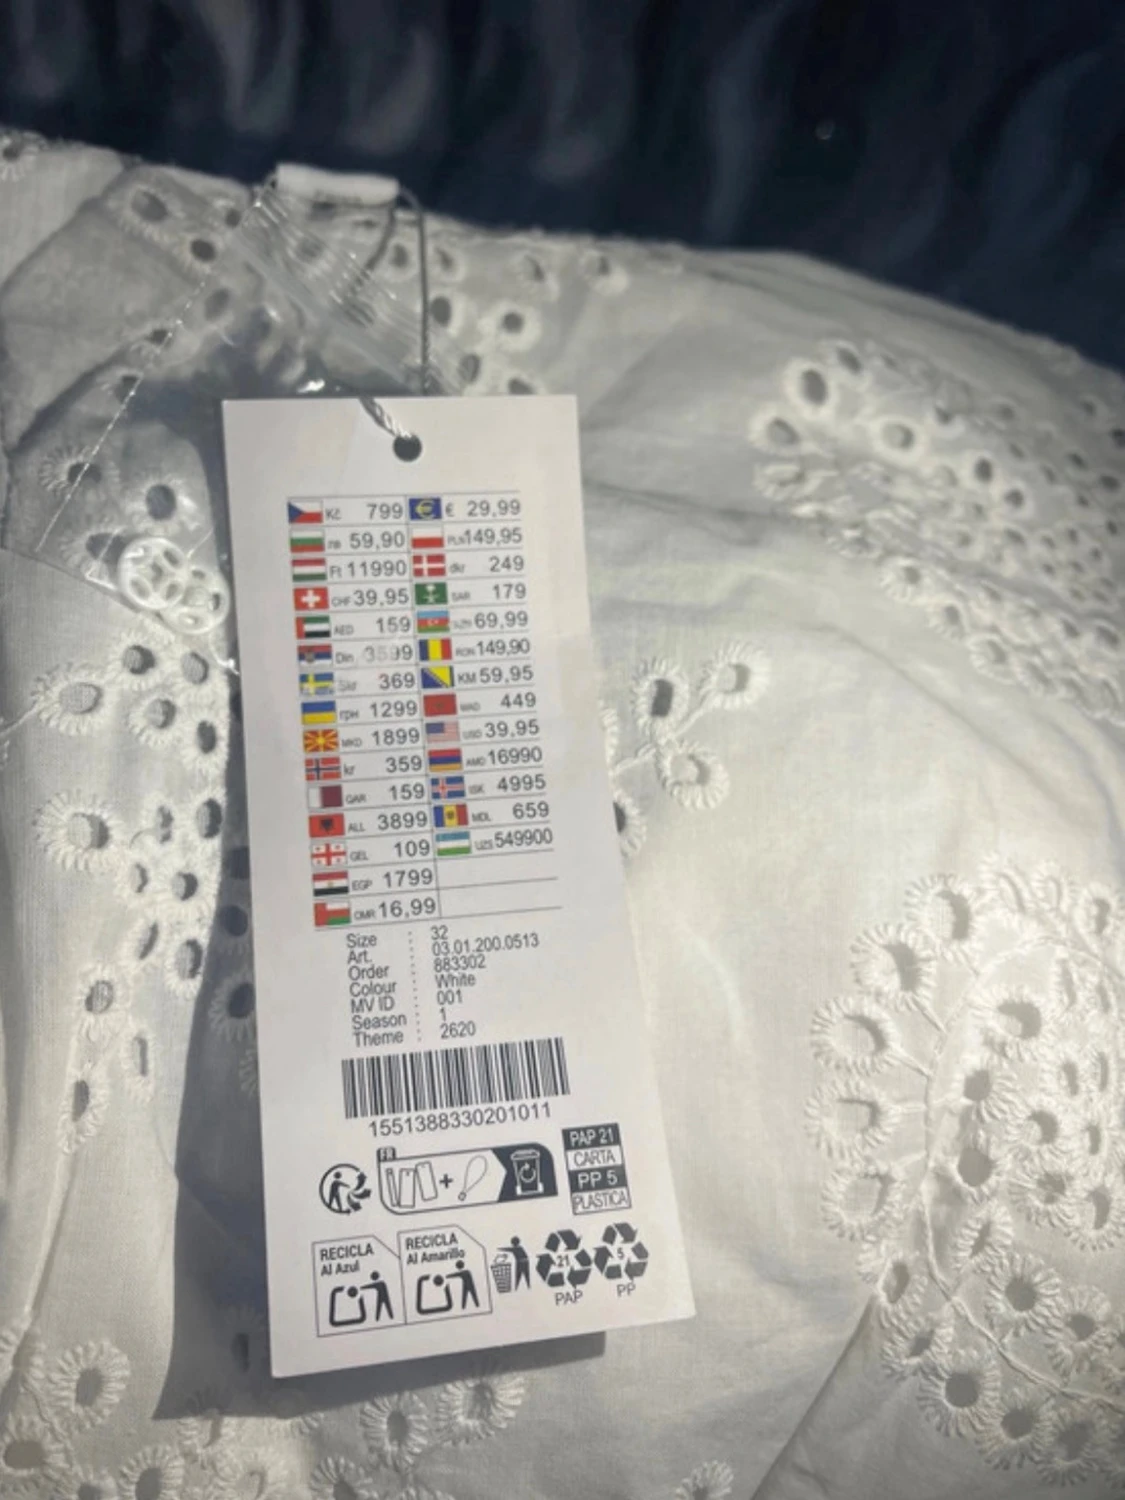 Kč 799 € 29,99
лв 59,90 PLN 149,95
Ft 11990 dkr 249
CHF 39,95 SAR 179
AED 159 AZN 69,99
Din 3599 RON 149,90
Skr 369 KM 59,95
грн 1299 MAD 449
MKD 1899 USD 39,95
kr 359 AMD 16990
QAR 159 ISK 4995
ALL 3899 MDL 659
GEL 109 UZS 549900
EGP 1799
OMR 16,99
Size : 32
Art. : 03.01.200.0513
Order : 883302
Colour : White
MV ID : 001
Season : 1
Theme : 2620
1551388330201011
FR
+
PAP 21
CARTA
PP 5
PLASTICA
RECICLA
Al Azul
RECICLA
Al Amarillo
21
PAP
5
PP